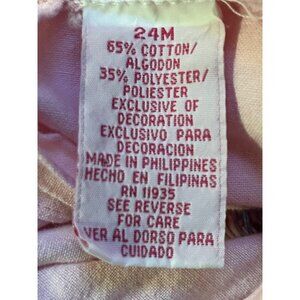 24M
65% COTTON/
ALGODON
35% POLYESTER/
POLIESTER
EXCLUSIVE OF
DECORATION
EXCLUSIVO PARA
DECORACION
MADE IN PHILIPPINES
HECHO EN FILIPINAS
RN 11935
SEE REVERSE
FOR CARE
VER AL DORSO PARA
CUIDADO